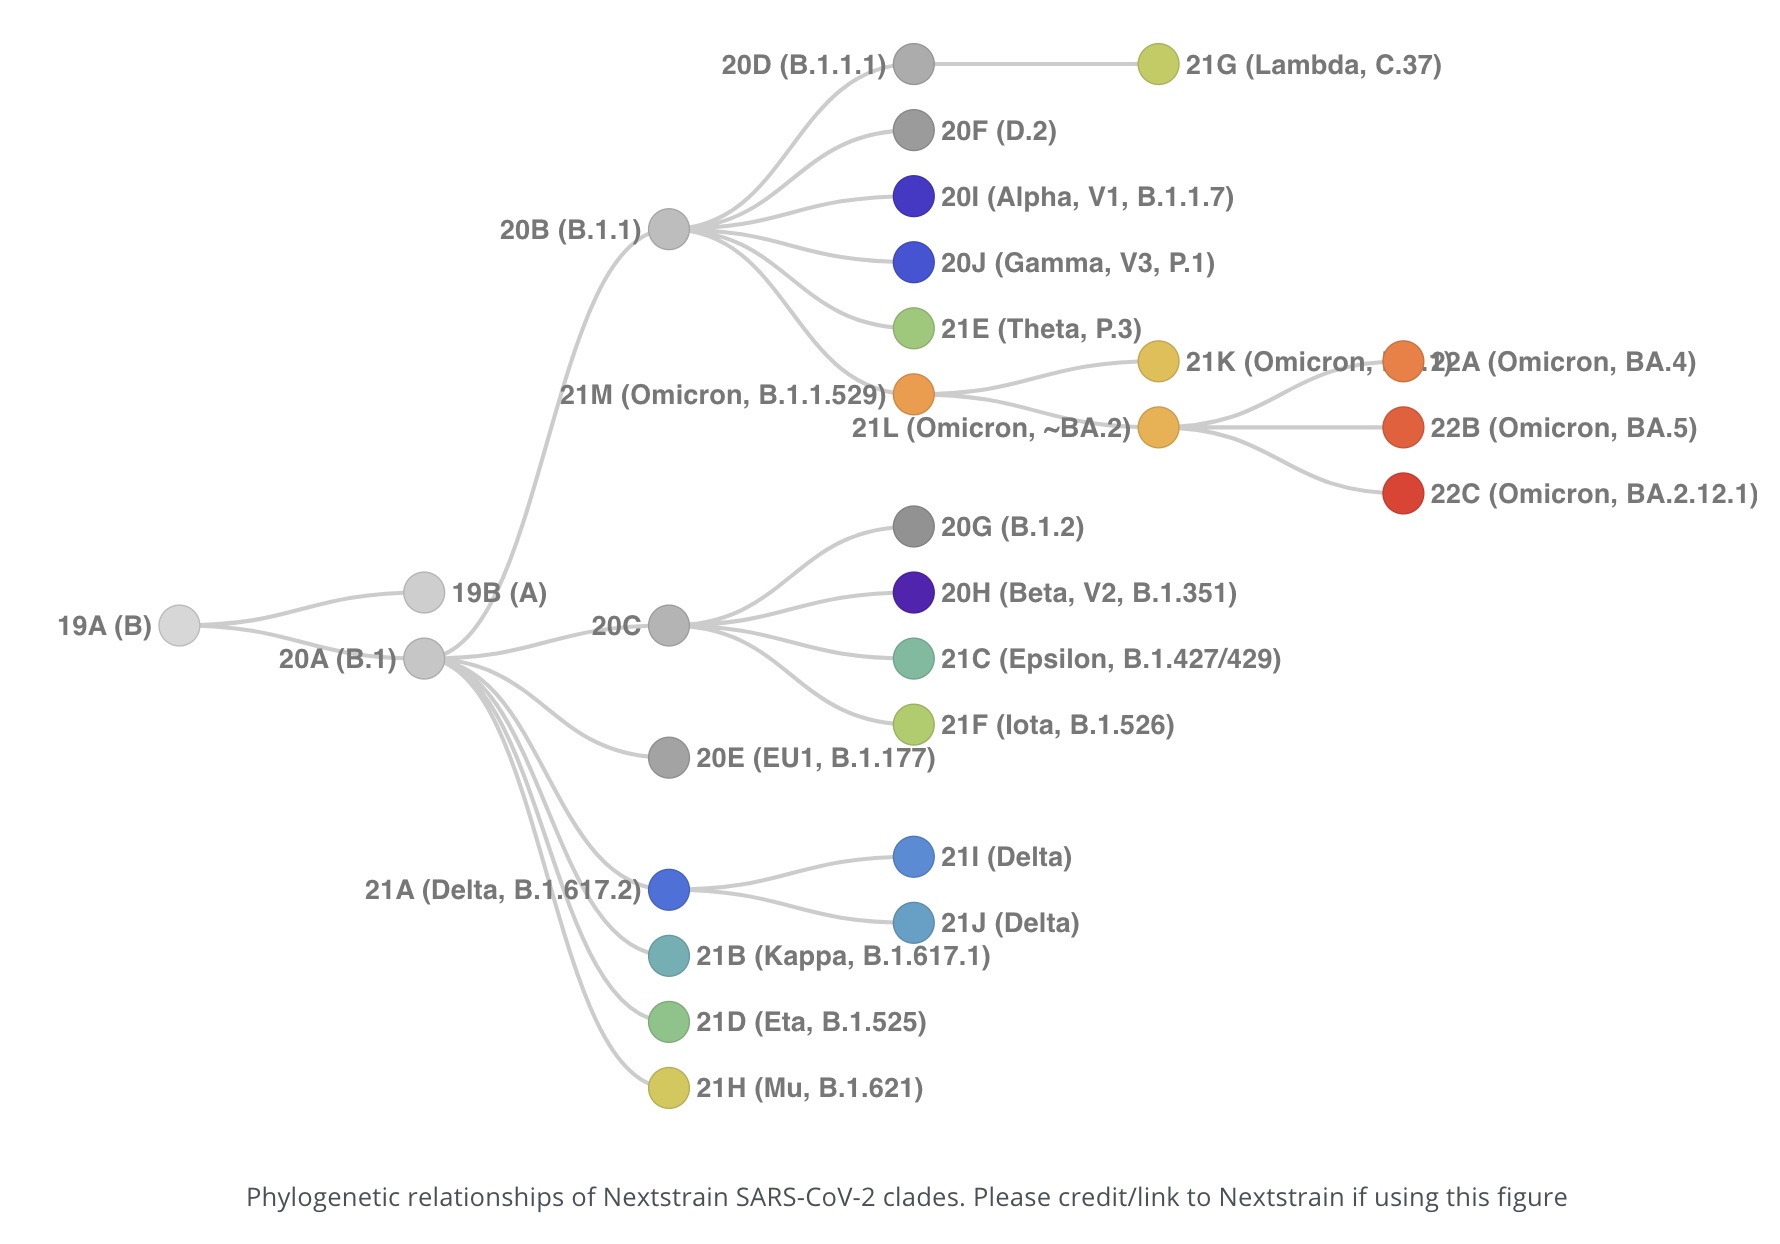 20D (B.1.1.1)
21G (Lambda, C.37)
20F (D.2)
20I (Alpha, V1, B.1.1.7)
20B (B.1.1)
20J (Gamma, V3, P.1)
21E (Theta, P.3)
21K (Omicron,
22A (Omicron, BA.4)
21M (Omicron, B.1.1.529)
21L (Omicron, ~BA.2)
22B (Omicron, BA.5)
22C (Omicron, BA.2.12.1)
20G (B.1.2)
19B (A)
20H (Beta, V2, B.1.351)
19A (B)
20C
20A (B.1)
21C (Epsilon, B.1.427/429)
21F (Iota, B.1.526)
20E (EU1, B.1.177)
21I (Delta)
21A (Delta, B.1.617.2)
21J (Delta)
21B (Kappa, B.1.617.1)
21D (Eta, B.1.525)
21H (Mu, B.1.621)
Phylogenetic relationships of Nextstrain SARS-CoV-2 clades. Please credit/link to Nextstrain if using this figure